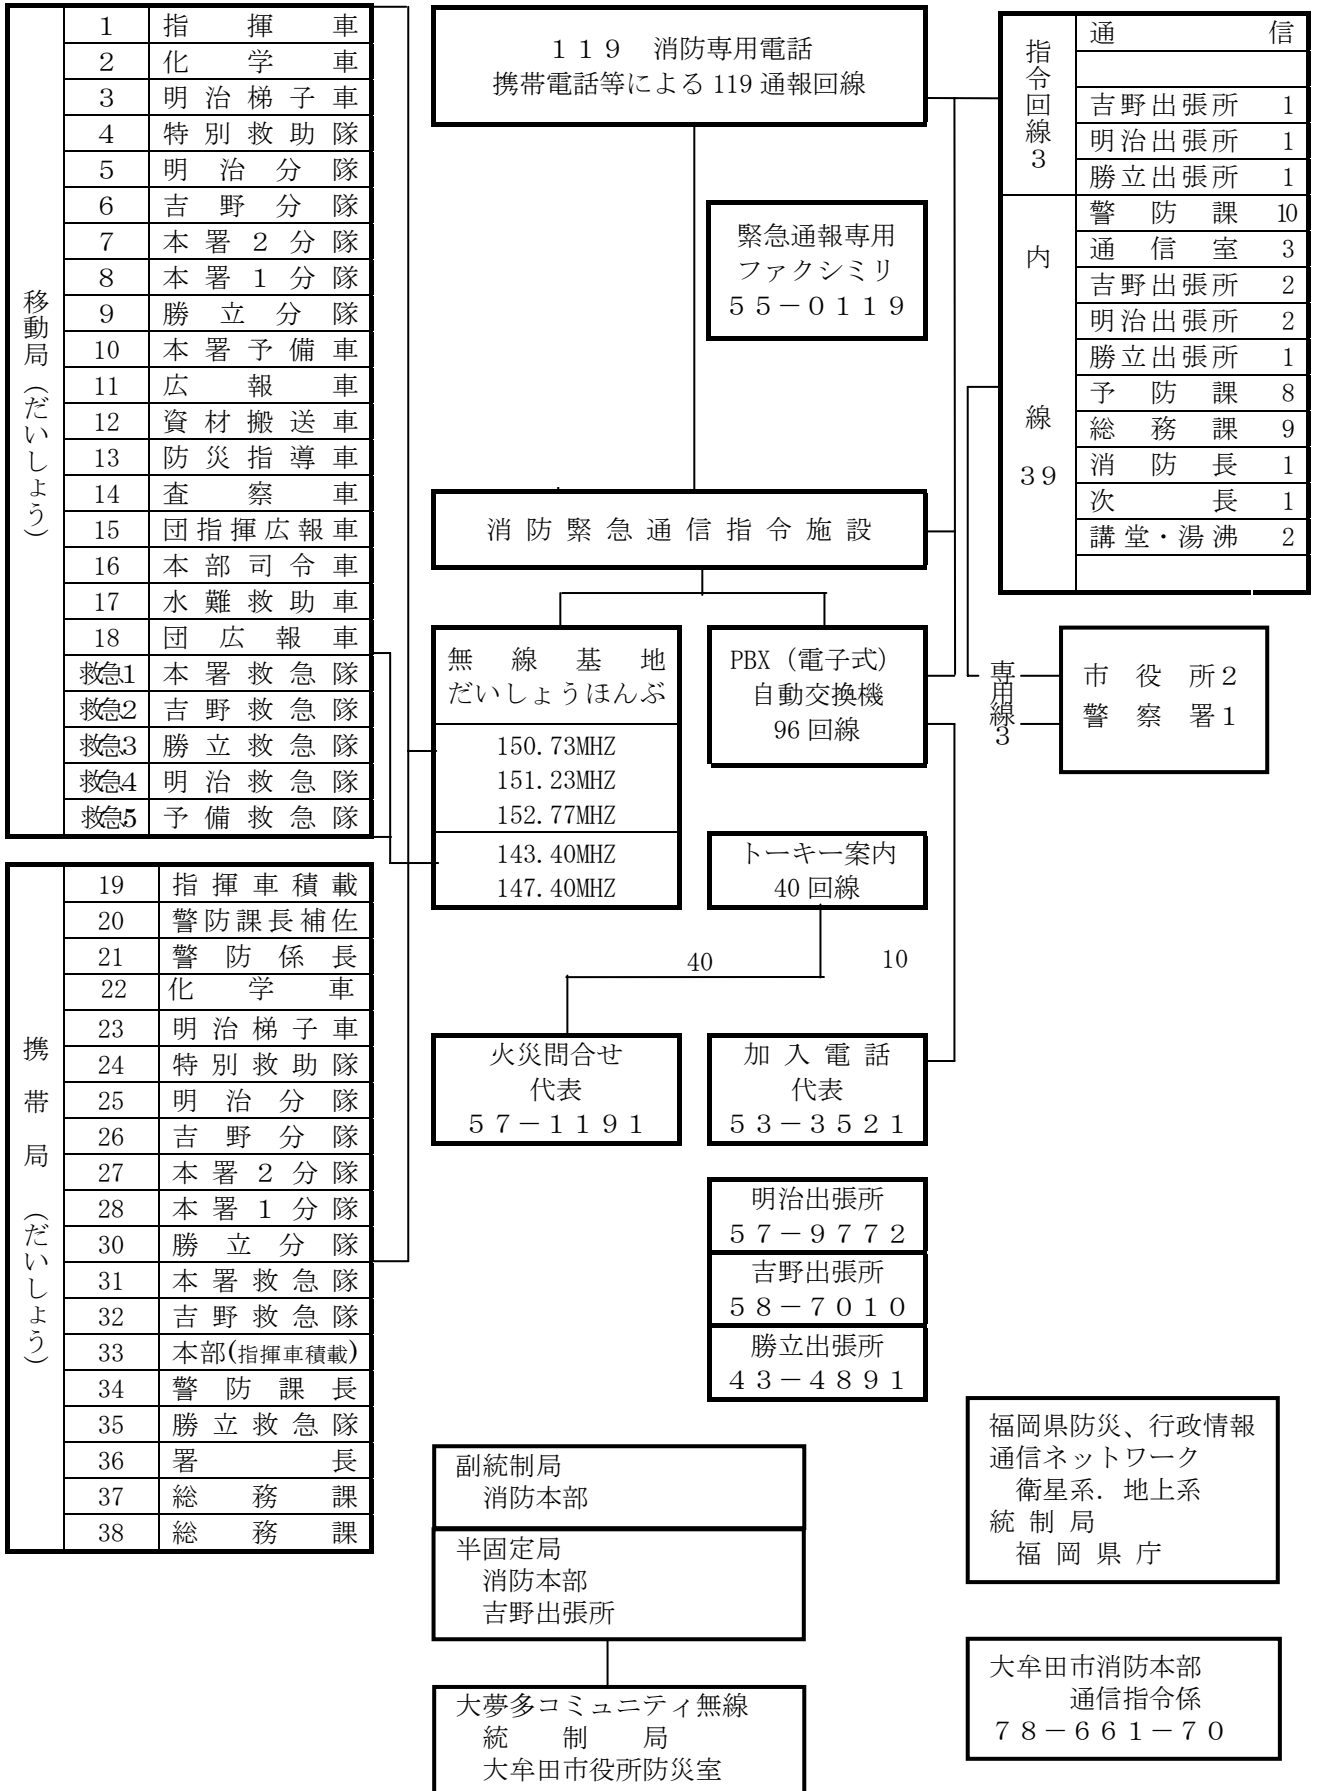 移動局（だいしょう）
1 指揮車
2 化学車
3 明治梯子車
4 特別救助隊
5 明治分隊
6 吉野分隊
7 本署２分隊
8 本署１分隊
9 勝立分隊
10 本署予備車
11 広報車
12 資材搬送車
13 防災指導車
14 査察車
15 団指揮広報車
16 本部司令車
17 水難救助車
18 団広報車
救急1 本署救急隊
救急2 吉野救急隊
救急3 勝立救急隊
救急4 明治救急隊
救急5 予備救急隊
携帯局（だいしょう）
19 指揮車積載
20 警防課長補佐
21 警防係長
22 化学車
23 明治梯子車
24 特別救助隊
25 明治分隊
26 吉野分隊
27 本署２分隊
28 本署１分隊
30 勝立分隊
31 本署救急隊
32 吉野救急隊
33 本部(指揮車積載)
34 警防課長
35 勝立救急隊
36 署長
37 総務課
38 総務課
１１９　消防専用電話
携帯電話等による 119 通報回線
緊急通報専用
ファクシミリ
５５－０１１９
消防緊急通信指令施設
無線基地
だいしょうほんぶ
150.73MHZ
151.23MHZ
152.77MHZ
143.40MHZ
147.40MHZ
PBX（電子式）
自動交換機
96 回線
トーキー案内
40 回線
40
10
火災問合せ
代表
５７－１１９１
加入電話
代表
５３－３５２１
明治出張所
５７－９７７２
吉野出張所
５８－７０１０
勝立出張所
４３－４８９１
副統制局
消防本部
半固定局
消防本部
吉野出張所
大夢多コミュニティ無線
統制局
大牟田市役所防災室
指令回線３
通信
吉野出張所 1
明治出張所 1
勝立出張所 1
内線 39
警防課 10
通信室 3
吉野出張所 2
明治出張所 2
勝立出張所 1
予防課 8
総務課 9
消防長 1
次長 1
講堂・湯沸 2
専用線３
市役所２
警察署１
福岡県防災、行政情報
通信ネットワーク
衛星系．地上系
統制局
福岡県庁
大牟田市消防本部
通信指令係
７８－６６１－７０